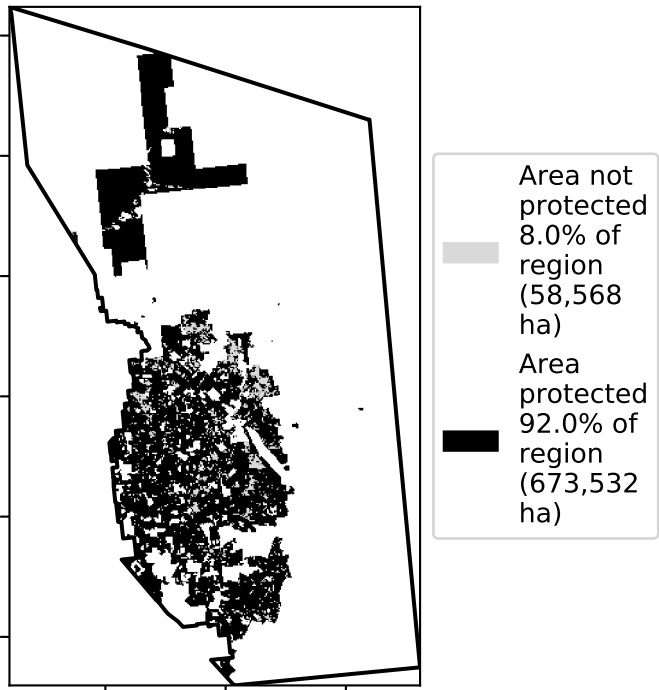 Area not
protected
8.0% of
region
(58,568
ha)
Area
protected
92.0% of
region
(673,532
ha)